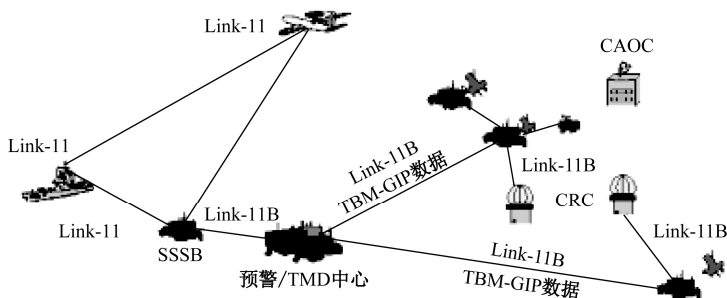 Link-11
CAOC
Link-11
Link-11B
TBM-GIP数据
Link-11B
CRC
Link-11
Link-11B
SSSB
预警/TMD中心
Link-11B
TBM-GIP数据
Link-11B